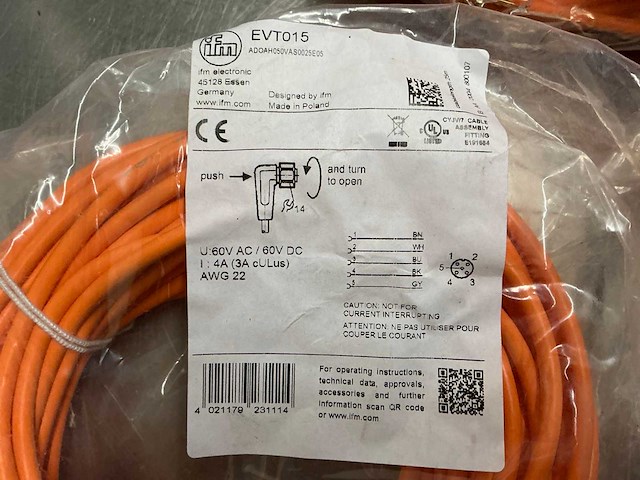 ifm
EVT015
ADOAH050VAS0025E05
ifm electronic
45128 Essen
Germany
www.ifm.com
Designed by ifm
Made in Poland
CE
UL
LISTED
CYJV/7 CABLE
ASSEMBLY
FITTING
E191684
push
and turn
to open
14
U:60V AC / 60V DC
I : 4A (3A cULus)
AWG 22
1 BN
2 WH
3 BU
4 BK
5 GY
1 2
5
4 3
CAUTION: NOT FOR
CURRENT INTERRUPTING
ATTENTION: NE PAS UTILISER POUR
COUPER LE COURANT
4 021179 231114
For operating instructions,
technical data, approvals,
accessories and further
information scan QR code
or www.ifm.com